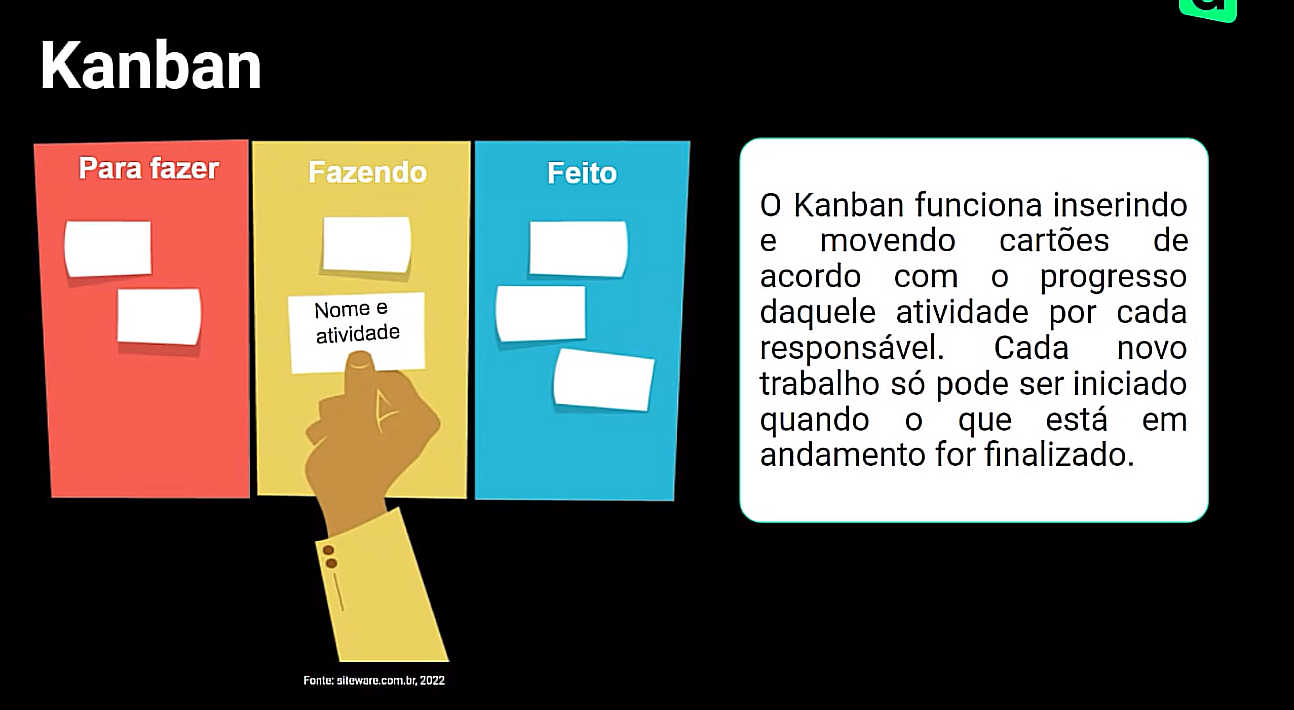 Kanban
Para fazer
Fazendo
Feito
Nome e
atividade
O Kanban funciona inserindo
e movendo cartões de
acordo com o progresso
daquele atividade por cada
responsável. Cada novo
trabalho só pode ser iniciado
quando o que está em
andamento for finalizado.
Fonte: siteware.com.br, 2022